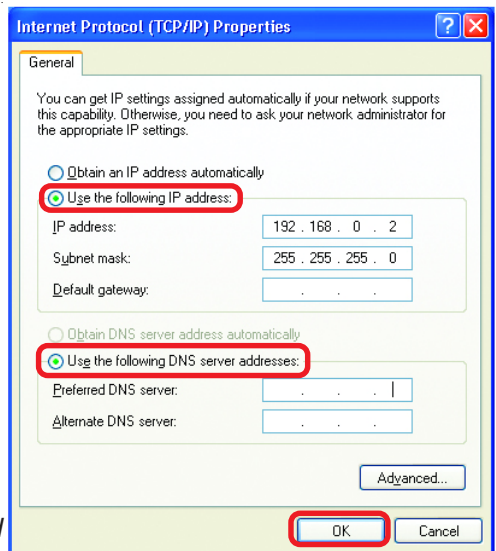 Internet Protocol (TCP/IP) Properties
General
You can get IP settings assigned automatically if your network supports
this capability. Otherwise, you need to ask your network administrator for
the appropriate IP settings.
Obtain an IP address automatically
Use the following IP address:
IP address: 192 . 168 . 0 . 2
Subnet mask: 255 . 255 . 255 . 0
Default gateway: . . .
Obtain DNS server address automatically
Use the following DNS server addresses:
Preferred DNS server: . . .
Alternate DNS server: . . .
Advanced...
OK Cancel